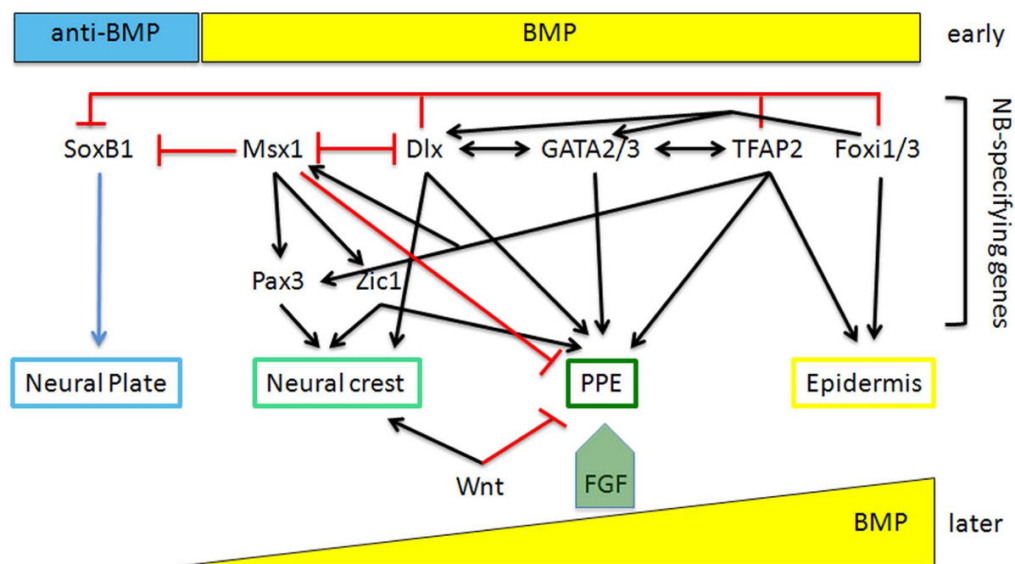 anti-BMP BMP early
SoxB1 Msx1 Dlx GATA2/3 TFAP2 Foxi1/3
NB-specifying genes
Pax3 Zic1
Neural Plate Neural crest PPE Epidermis
Wnt FGF
BMP later